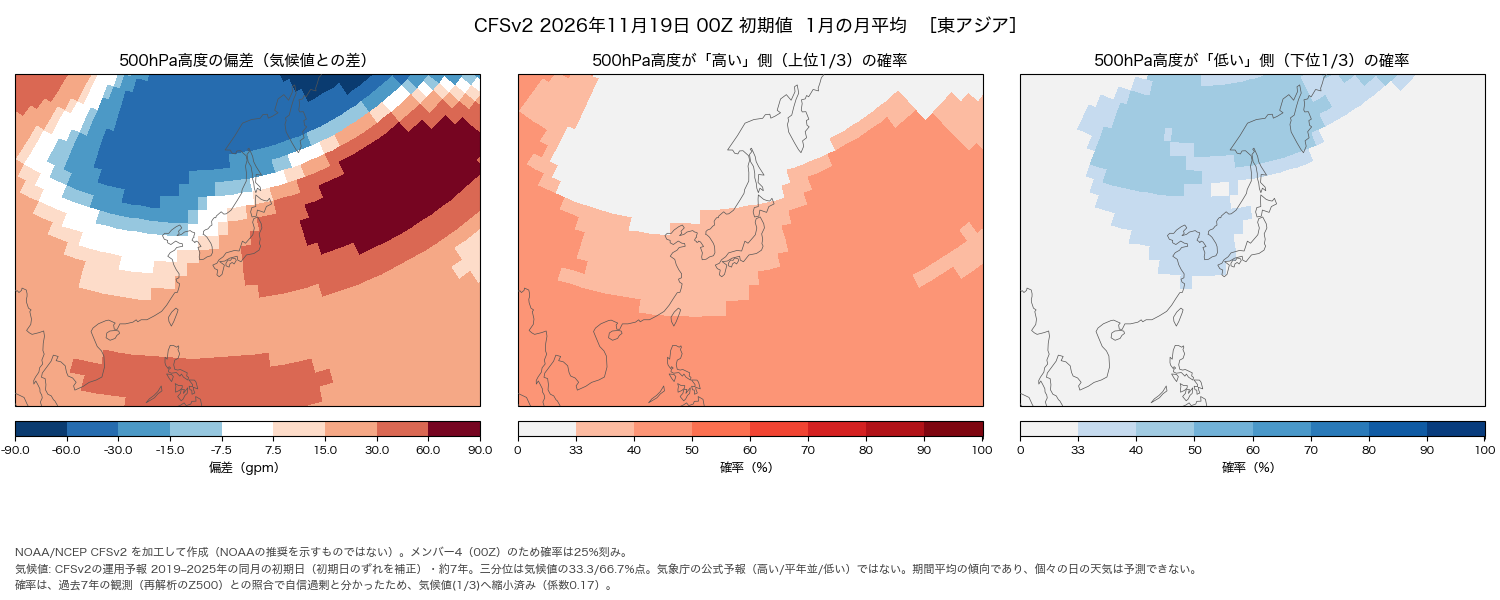 CFSv2 2026年11月19日 00Z 初期値 1月の月平均 ［東アジア］
500hPa高度の偏差（気候値との差）
500hPa高度が「高い」側（上位1/3）の確率
500hPa高度が「低い」側（下位1/3）の確率
-90.0 -60.0 -30.0 -15.0 -7.5 7.5 15.0 30.0 60.0 90.0
偏差（gpm）
0 33 40 50 60 70 80 90 100
確率（%）
0 33 40 50 60 70 80 90 100
確率（%）
NOAA/NCEP CFSv2 を加工して作成（NOAAの推奨を示すものではない）。メンバー4（00Z）のため確率は25%刻み。
気候値: CFSv2の運用予報 2019–2025年の同月の初期日（初期日のずれを補正）・約7年。三分位は気候値の33.3/66.7%点。気象庁の公式予報（高い/平年並/低い）ではない。期間平均の傾向であり、個々の日の天気は予測できない。
確率は、過去7年の観測（再解析のZ500）との照合で自信過剰と分かったため、気候値(1/3)へ縮小済み（係数0.17）。